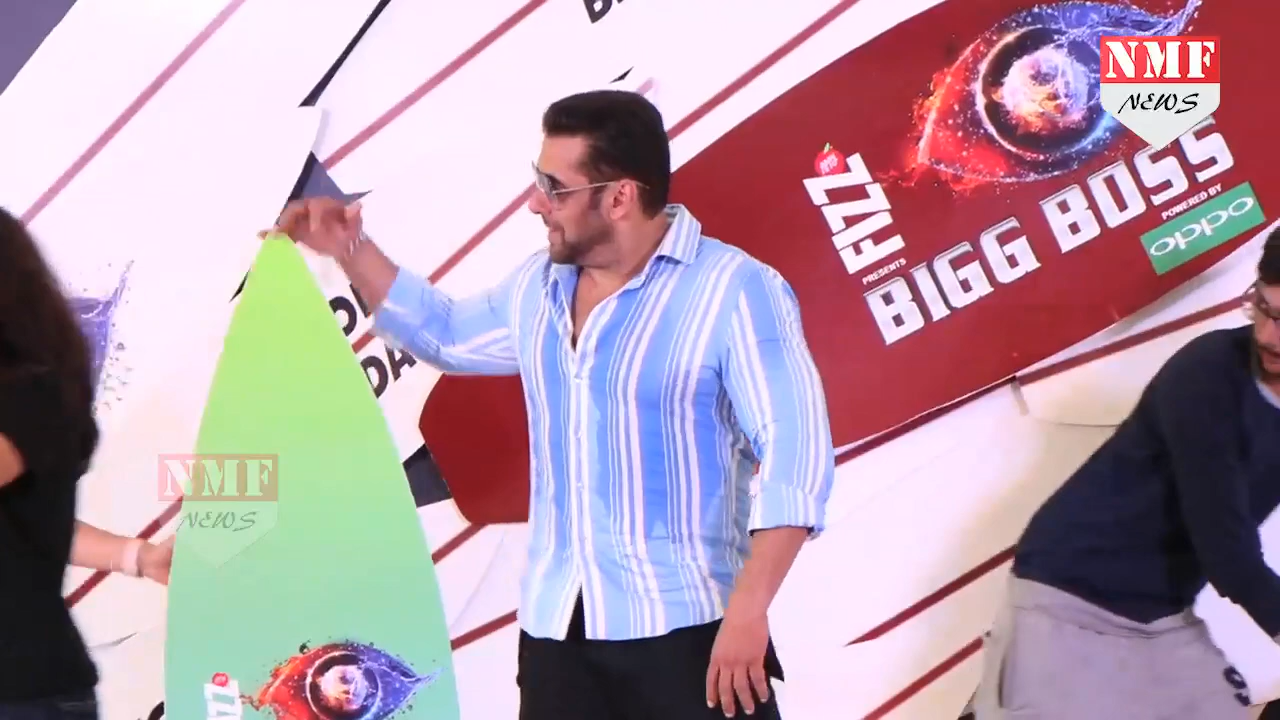 NMF
NEWS
FIZZ
PRESENTS
BIGG BOSS
POWERED BY
oppo
NMF
NEWS